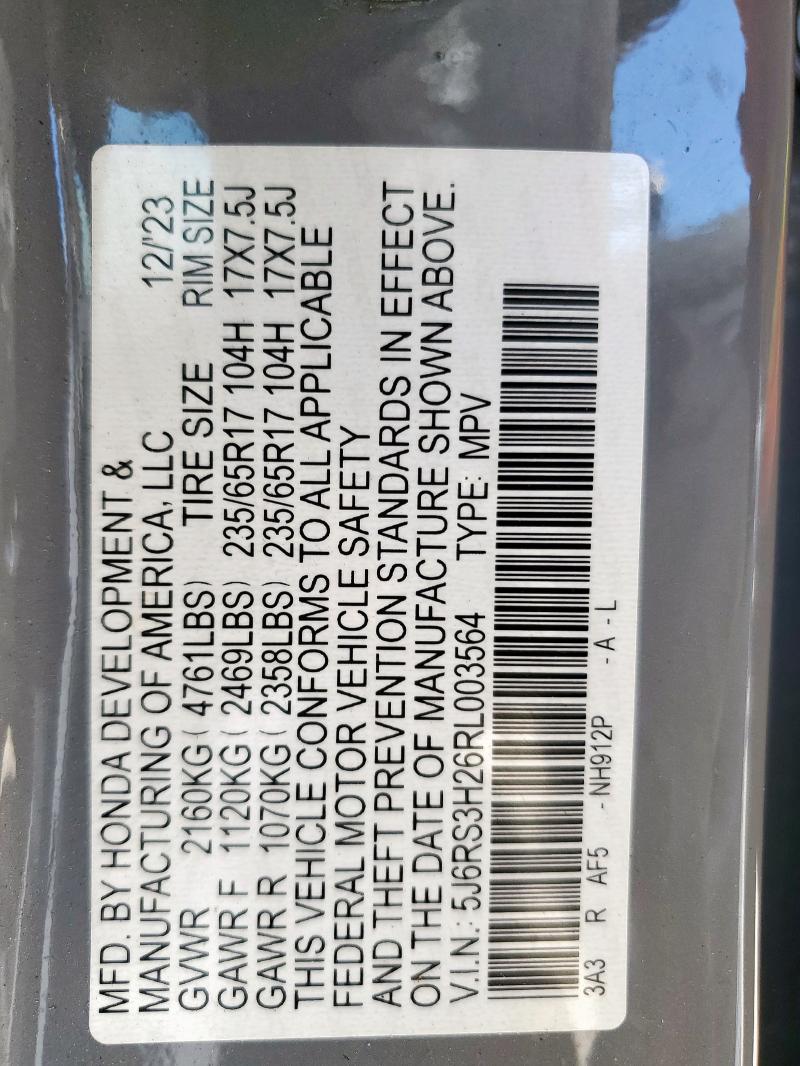 MFD. BY HONDA DEVELOPMENT &
MANUFACTURING OF AMERICA, LLC 12/'23
GVWR 2160KG ( 4761LBS ) TIRE SIZE RIM SIZE
GAWR F 1120KG ( 2469LBS ) 235/65R17 104H 17X7.5J
GAWR R 1070KG ( 2358LBS ) 235/65R17 104H 17X7.5J
THIS VEHICLE CONFORMS TO ALL APPLICABLE
FEDERAL MOTOR VEHICLE SAFETY
AND THEFT PREVENTION STANDARDS IN EFFECT
ON THE DATE OF MANUFACTURE SHOWN ABOVE.
V.I.N.: 5J6RS3H26RL003564 TYPE: MPV
3A3 R AF5 - NH912P - A - L